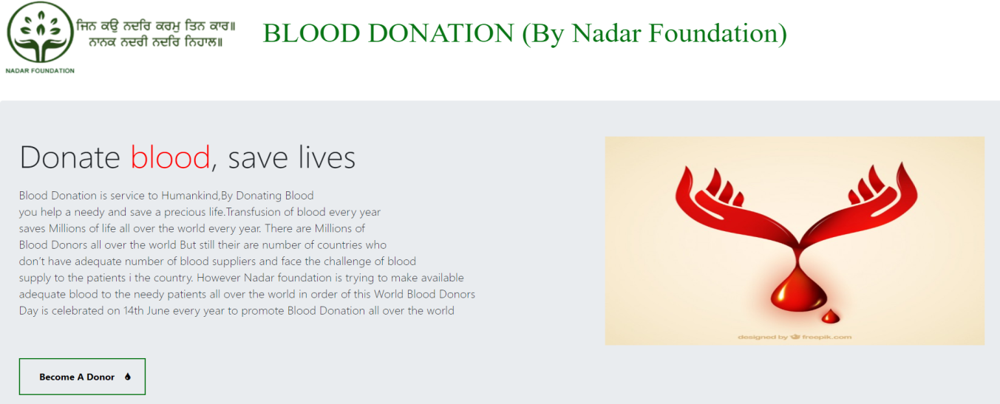 ਜਿਨ ਕਉ ਨਦਰਿ ਕਰਮੁ ਤਿਨ ਕਾਰ॥
ਨਾਨਕ ਨਦਰੀ ਨਦਰਿ ਨਿਹਾਲ॥
NADAR FOUNDATION
BLOOD DONATION (By Nadar Foundation)
Donate blood, save lives
Blood Donation is service to Humankind,By Donating Blood
you help a needy and save a precious life.Transfusion of blood every year
saves Millions of life all over the world every year. There are Millions of
Blood Donors all over the world But still their are number of countries who
don't have adequate number of blood suppliers and face the challenge of blood
supply to the patients i the country. However Nadar foundation is trying to make available
adequate blood to the needy patients all over the world in order of this World Blood Donors
Day is celebrated on 14th June every year to promote Blood Donation all over the world
Become A Donor
designed by freepik.com